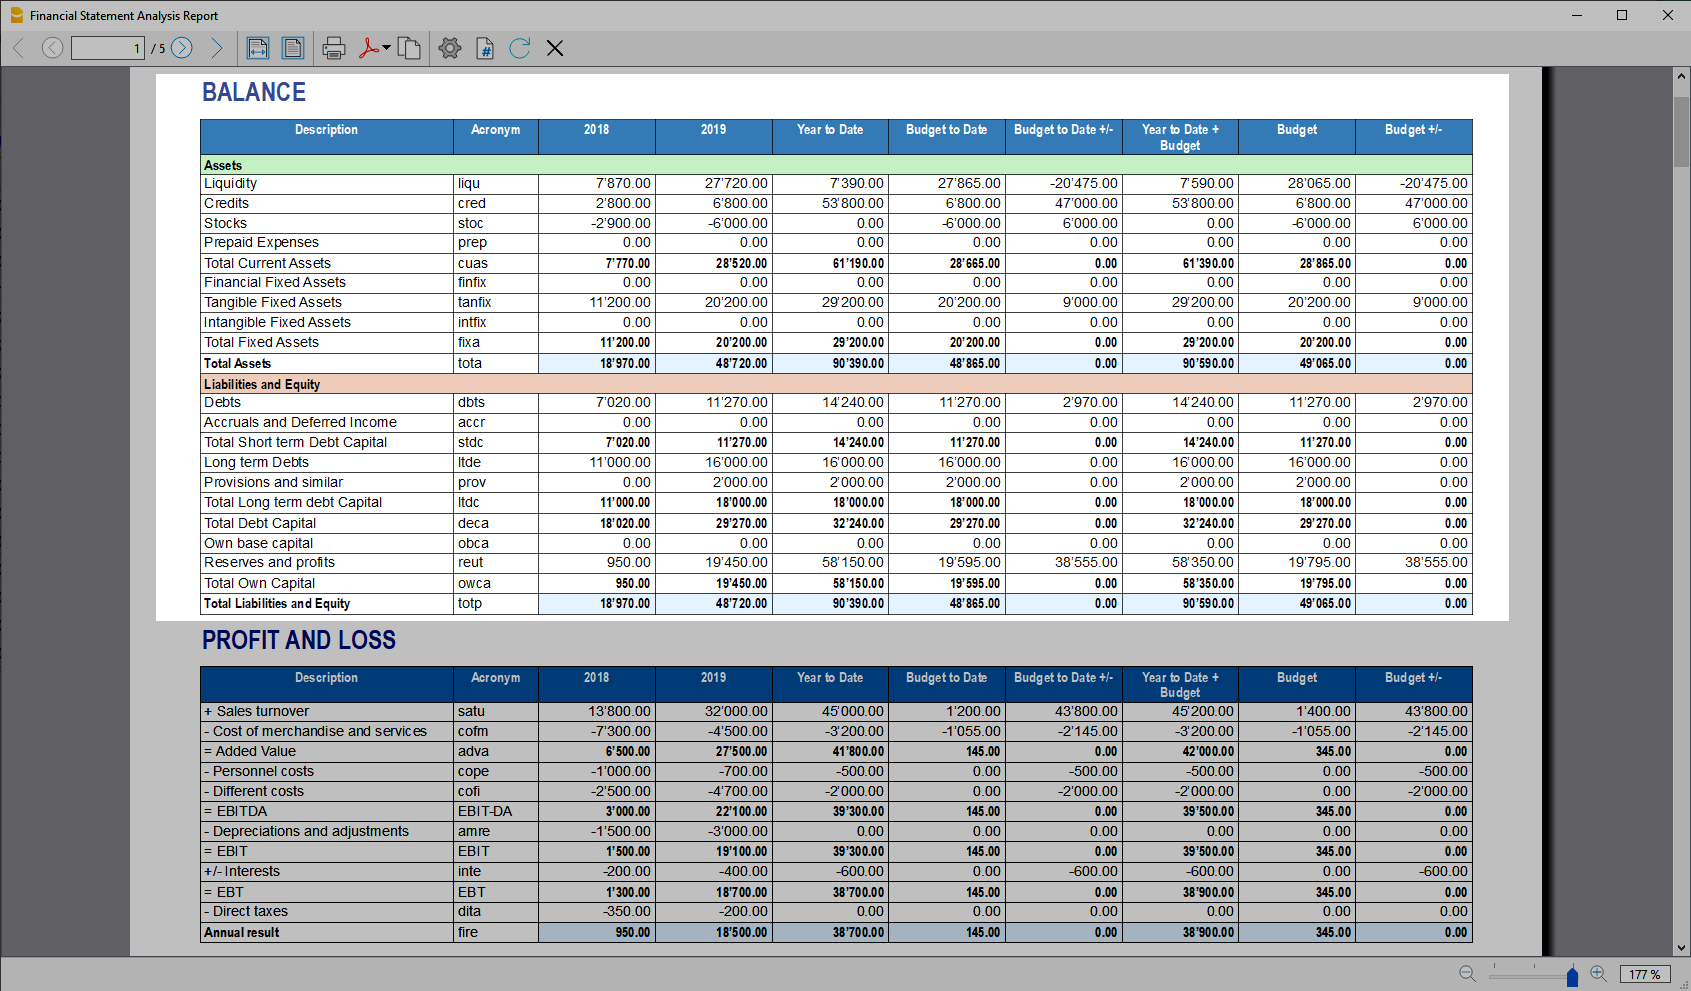 Financial Statement Analysis Report
1 / 5
BALANCE
Description Acronym 2018 2019 Year to Date Budget to Date Budget to Date +/- Year to Date + Budget Budget Budget +/-
Assets
Liquidity liqu 7'870.00 27'720.00 7'390.00 27'865.00 -20'475.00 7'590.00 28'065.00 -20'475.00
Credits cred 2'800.00 6'800.00 53'800.00 6'800.00 47'000.00 53'800.00 6'800.00 47'000.00
Stocks stoc -2'900.00 -6'000.00 0.00 -6'000.00 6'000.00 0.00 -6'000.00 6'000.00
Prepaid Expenses prep 0.00 0.00 0.00 0.00 0.00 0.00 0.00 0.00
Total Current Assets cuas 7'770.00 28'520.00 61'190.00 28'665.00 0.00 61'390.00 28'865.00 0.00
Financial Fixed Assets finfix 0.00 0.00 0.00 0.00 0.00 0.00 0.00 0.00
Tangible Fixed Assets tanfix 11'200.00 20'200.00 29'200.00 20'200.00 9'000.00 29'200.00 20'200.00 9'000.00
Intangible Fixed Assets intfix 0.00 0.00 0.00 0.00 0.00 0.00 0.00 0.00
Total Fixed Assets fixa 11'200.00 20'200.00 29'200.00 20'200.00 0.00 29'200.00 20'200.00 0.00
Total Assets tota 18'970.00 48'720.00 90'390.00 48'865.00 0.00 90'590.00 49'065.00 0.00
Liabilities and Equity
Debts dbts 7'020.00 11'270.00 14'240.00 11'270.00 2'970.00 14'240.00 11'270.00 2'970.00
Accruals and Deferred Income accr 0.00 0.00 0.00 0.00 0.00 0.00 0.00 0.00
Total Short term Debt Capital stdc 7'020.00 11'270.00 14'240.00 11'270.00 0.00 14'240.00 11'270.00 0.00
Long term Debts ltde 11'000.00 16'000.00 16'000.00 16'000.00 0.00 16'000.00 16'000.00 0.00
Provisions and similar prov 0.00 2'000.00 2'000.00 2'000.00 0.00 2'000.00 2'000.00 0.00
Total Long term debt Capital ltdc 11'000.00 18'000.00 18'000.00 18'000.00 0.00 18'000.00 18'000.00 0.00
Total Debt Capital deca 18'020.00 29'270.00 32'240.00 29'270.00 0.00 32'240.00 29'270.00 0.00
Own base capital obca 0.00 0.00 0.00 0.00 0.00 0.00 0.00 0.00
Reserves and profits reut 950.00 19'450.00 58'150.00 19'595.00 38'555.00 58'350.00 19'795.00 38'555.00
Total Own Capital owca 950.00 19'450.00 58'150.00 19'595.00 0.00 58'350.00 19'795.00 0.00
Total Liabilities and Equity totp 18'970.00 48'720.00 90'390.00 48'865.00 0.00 90'590.00 49'065.00 0.00
PROFIT AND LOSS
Description Acronym 2018 2019 Year to Date Budget to Date Budget to Date +/- Year to Date + Budget Budget Budget +/-
+ Sales turnover satu 13'800.00 32'000.00 45'000.00 1'200.00 43'800.00 45'200.00 1'400.00 43'800.00
- Cost of merchandise and services cofm -7'300.00 -4'500.00 -3'200.00 -1'055.00 -2'145.00 -3'200.00 -1'055.00 -2'145.00
= Added Value adva 6'500.00 27'500.00 41'800.00 145.00 0.00 42'000.00 345.00 0.00
- Personnel costs cope -1'000.00 -700.00 -500.00 0.00 -500.00 -500.00 0.00 -500.00
- Different costs cofi -2'500.00 -4'700.00 -2'000.00 0.00 -2'000.00 -2'000.00 0.00 -2'000.00
= EBITDA EBIT-DA 3'000.00 22'100.00 39'300.00 145.00 0.00 39'500.00 345.00 0.00
- Depreciations and adjustments amre -1'500.00 -3'000.00 0.00 0.00 0.00 0.00 0.00 0.00
= EBIT EBIT 1'500.00 19'100.00 39'300.00 145.00 0.00 39'500.00 345.00 0.00
+/- Interests inte -200.00 -400.00 -600.00 0.00 -600.00 -600.00 0.00 -600.00
= EBT EBT 1'300.00 18'700.00 38'700.00 145.00 0.00 38'900.00 345.00 0.00
- Direct taxes dita -350.00 -200.00 0.00 0.00 0.00 0.00 0.00 0.00
Annual result fire 950.00 18'500.00 38'700.00 145.00 0.00 38'900.00 345.00 0.00
177 %